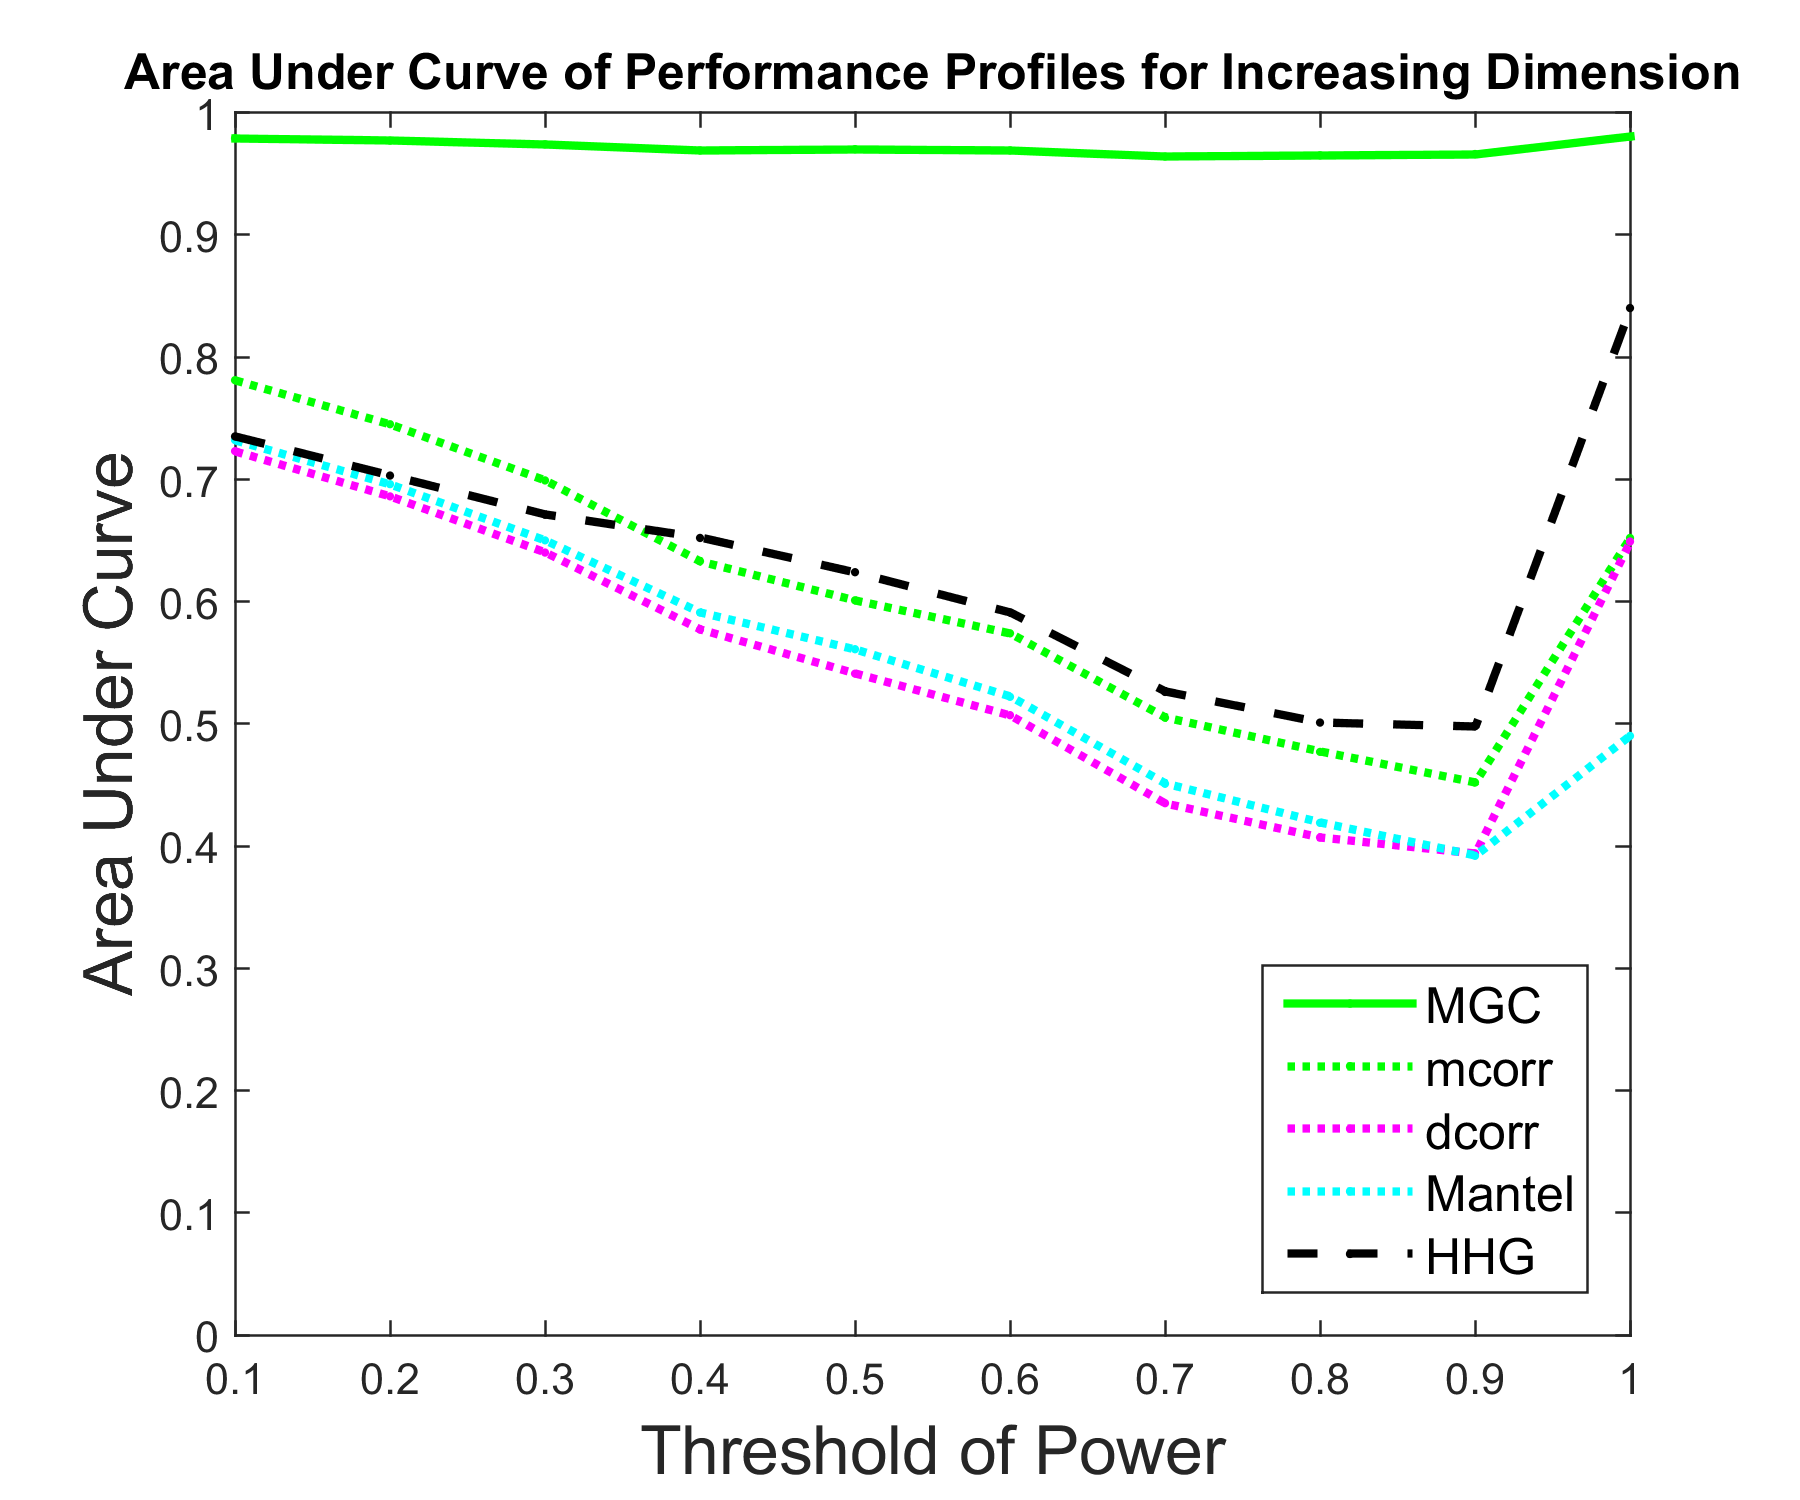 Area Under Curve of Performance Profiles for Increasing Dimension
1
0.9
0.8
0.7
0.6
0.5
0.4
0.3
0.2
0.1
0
Area Under Curve
MGC
mcorr
dcorr
Mantel
HHG
0.1 0.2 0.3 0.4 0.5 0.6 0.7 0.8 0.9 1
Threshold of Power